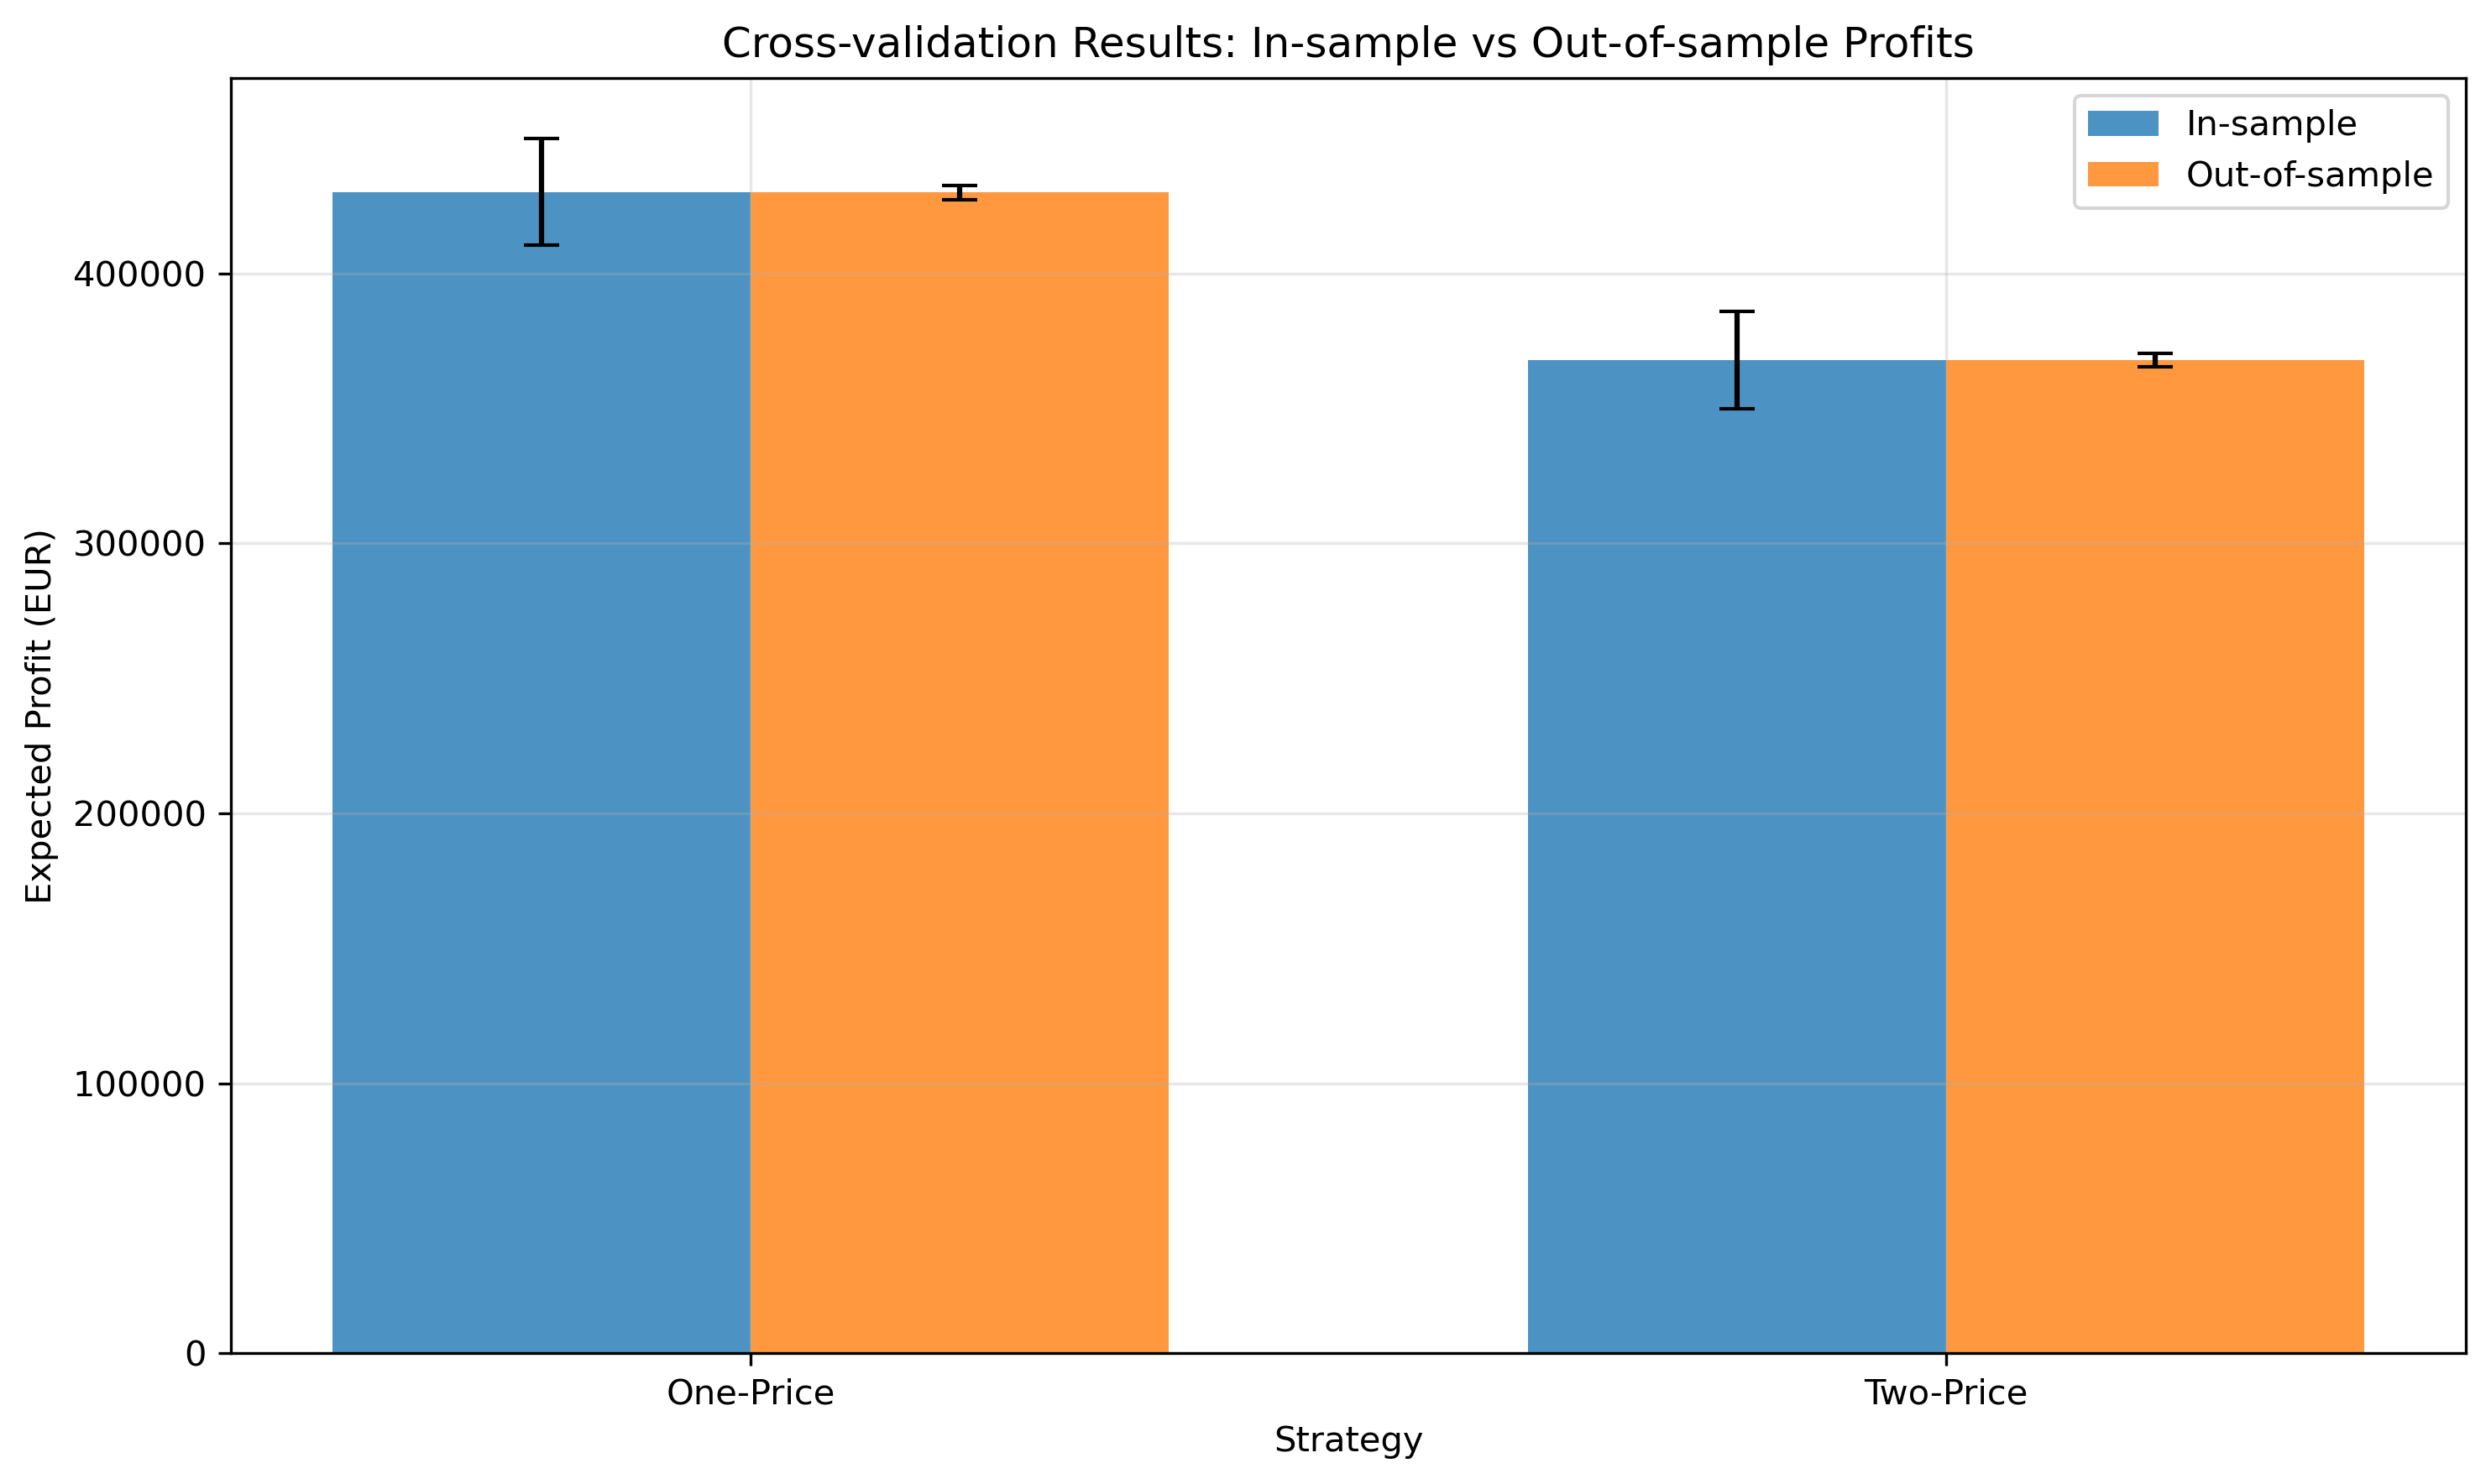 Cross-validation Results: In-sample vs Out-of-sample Profits
In-sample
Out-of-sample
Expected Profit (EUR)
400000
300000
200000
100000
0
One-Price
Two-Price
Strategy